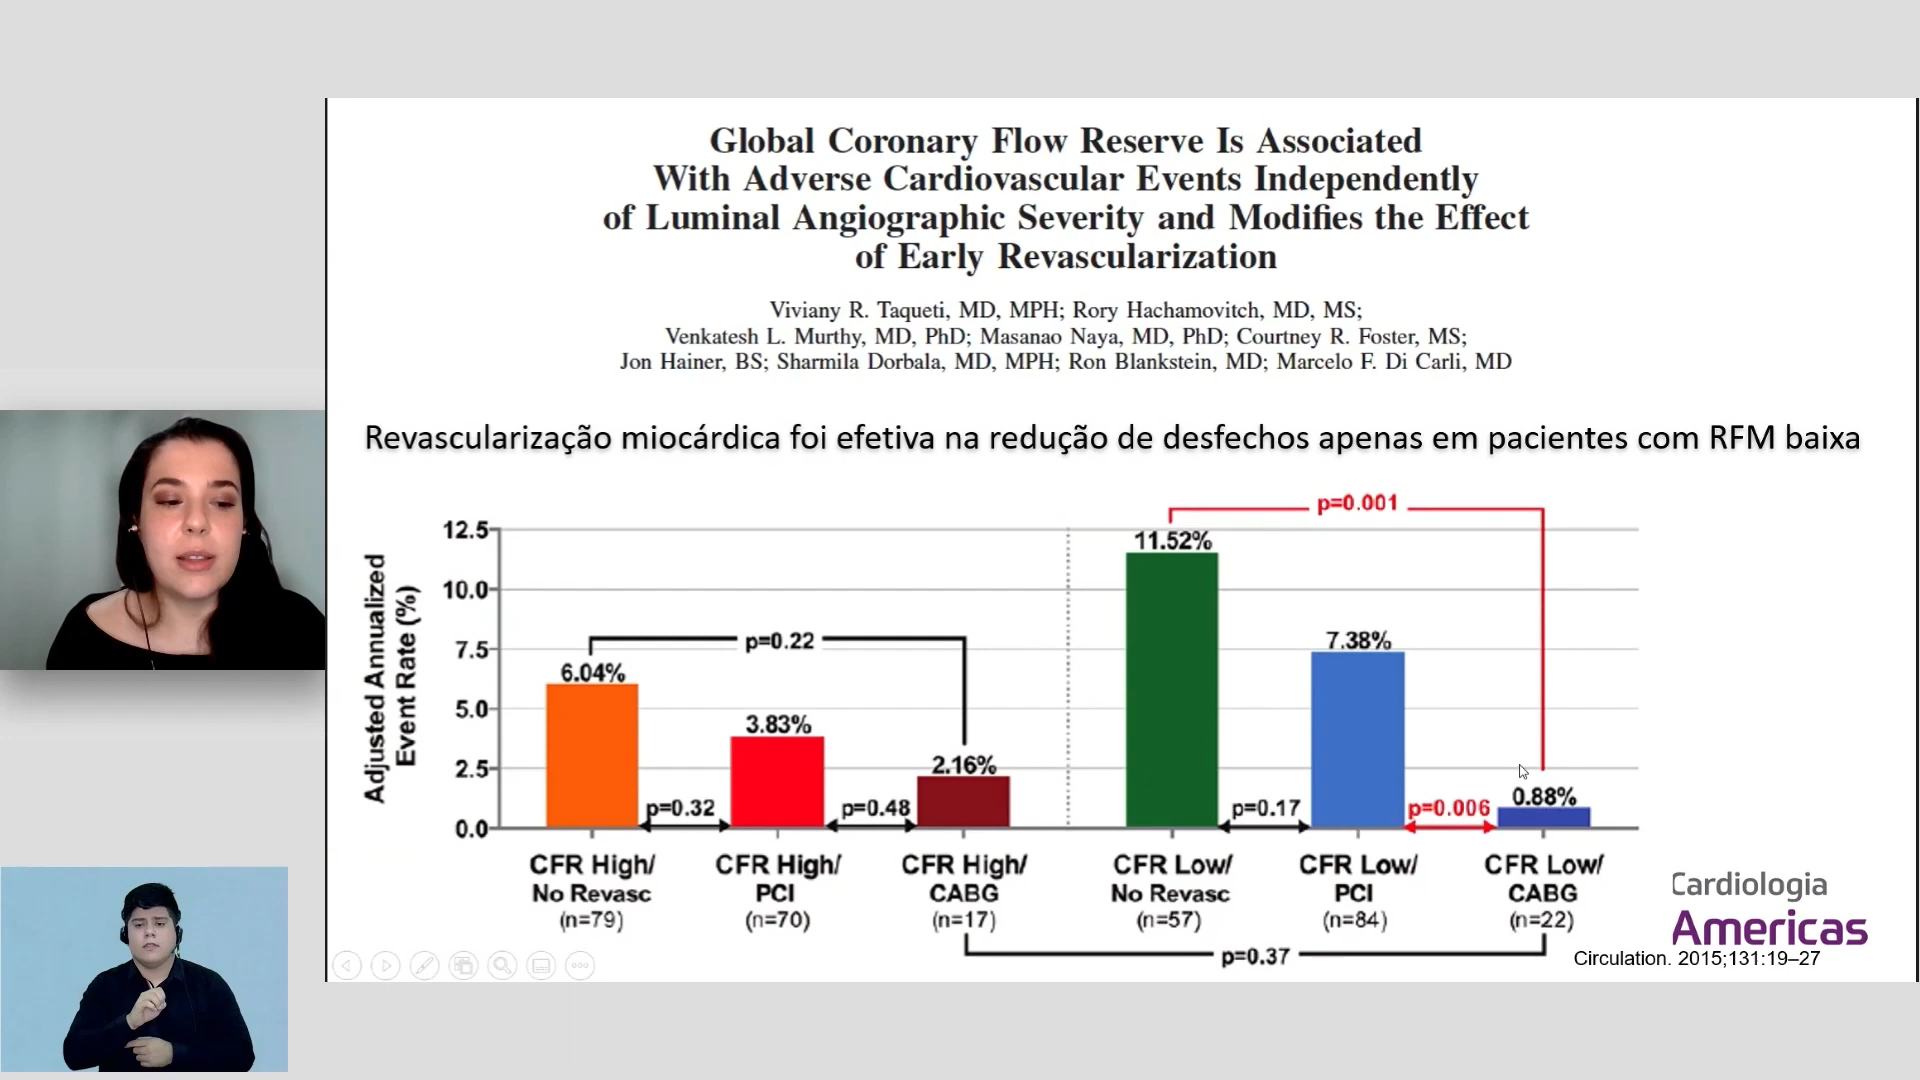 Global Coronary Flow Reserve Is Associated
With Adverse Cardiovascular Events Independently
of Luminal Angiographic Severity and Modifies the Effect
of Early Revascularization
Viviany R. Taqueti, MD, MPH; Rory Hachamovitch, MD, MS;
Venkatesh L. Murthy, MD, PhD; Masanao Naya, MD, PhD; Courtney R. Foster, MS;
Jon Hainer, BS; Sharmila Dorbala, MD, MPH; Ron Blankstein, MD; Marcelo F. Di Carli, MD
Revascularização miocárdica foi efetiva na redução de desfechos apenas em pacientes com RFM baixa
Adjusted Annualized
Event Rate (%)
12.5
10.0
7.5
5.0
2.5
0.0
p=0.001
11.52%
p=0.22
7.38%
6.04%
3.83%
2.16%
0.88%
p=0.32
p=0.48
p=0.17
p=0.006
CFR High/
No Revasc
(n=79)
CFR High/
PCI
(n=70)
CFR High/
CABG
(n=17)
CFR Low/
No Revasc
(n=57)
CFR Low/
PCI
(n=84)
CFR Low/
CABG
(n=22)
p=0.37
Cardiologia
Americas
Circulation. 2015;131:19–27